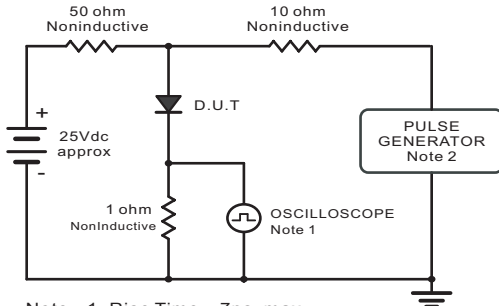 50 ohm
Noninductive
10 ohm
Noninductive
D.U.T
+
25Vdc
approx
-
PULSE
GENERATOR
Note 2
1 ohm
NonInductive
OSCILLOSCOPE
Note 1